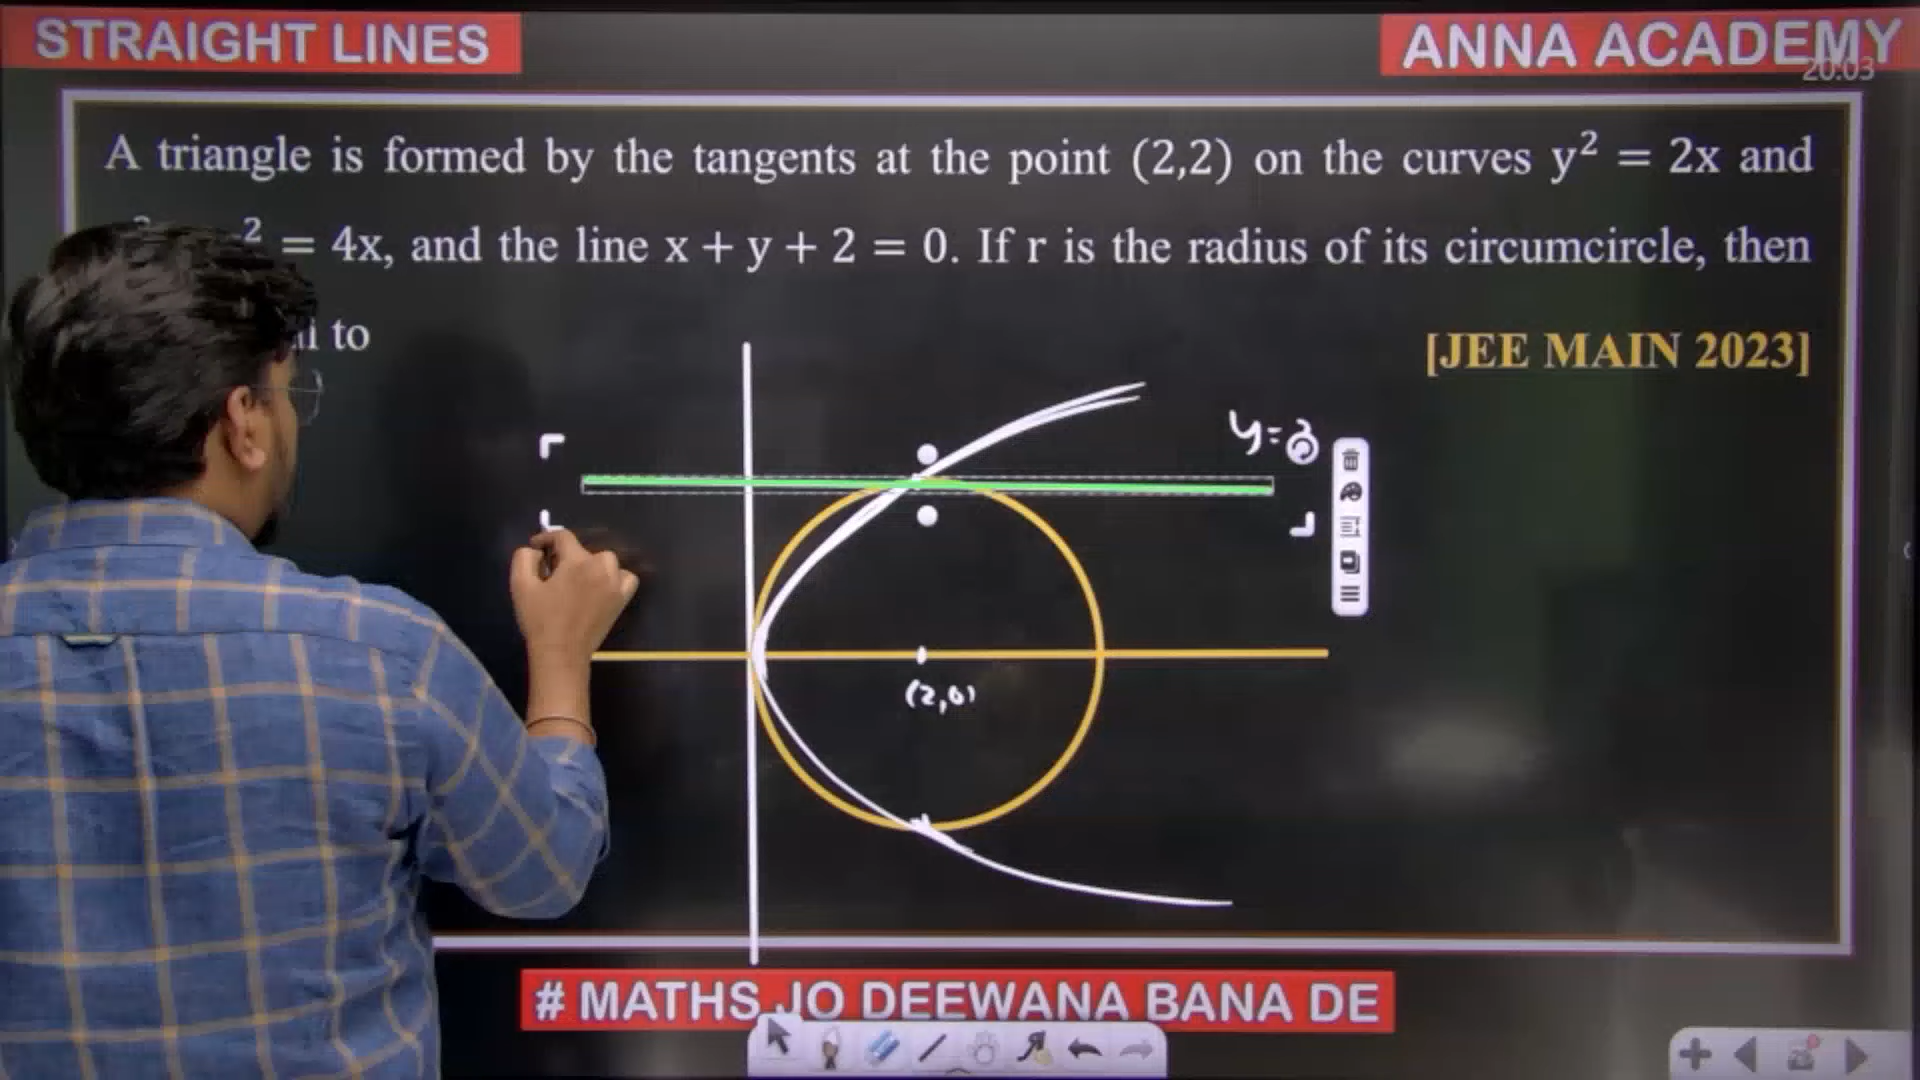 STRAIGHT LINES
ANNA ACADEMY
20:03
A triangle is formed by the tangents at the point (2,2) on the curves y² = 2x and
² = 4x, and the line x + y + 2 = 0. If r is the radius of its circumcircle, then
to
[JEE MAIN 2023]
y=2
(2,0)
# MATHS JO DEEWANA BANA DE